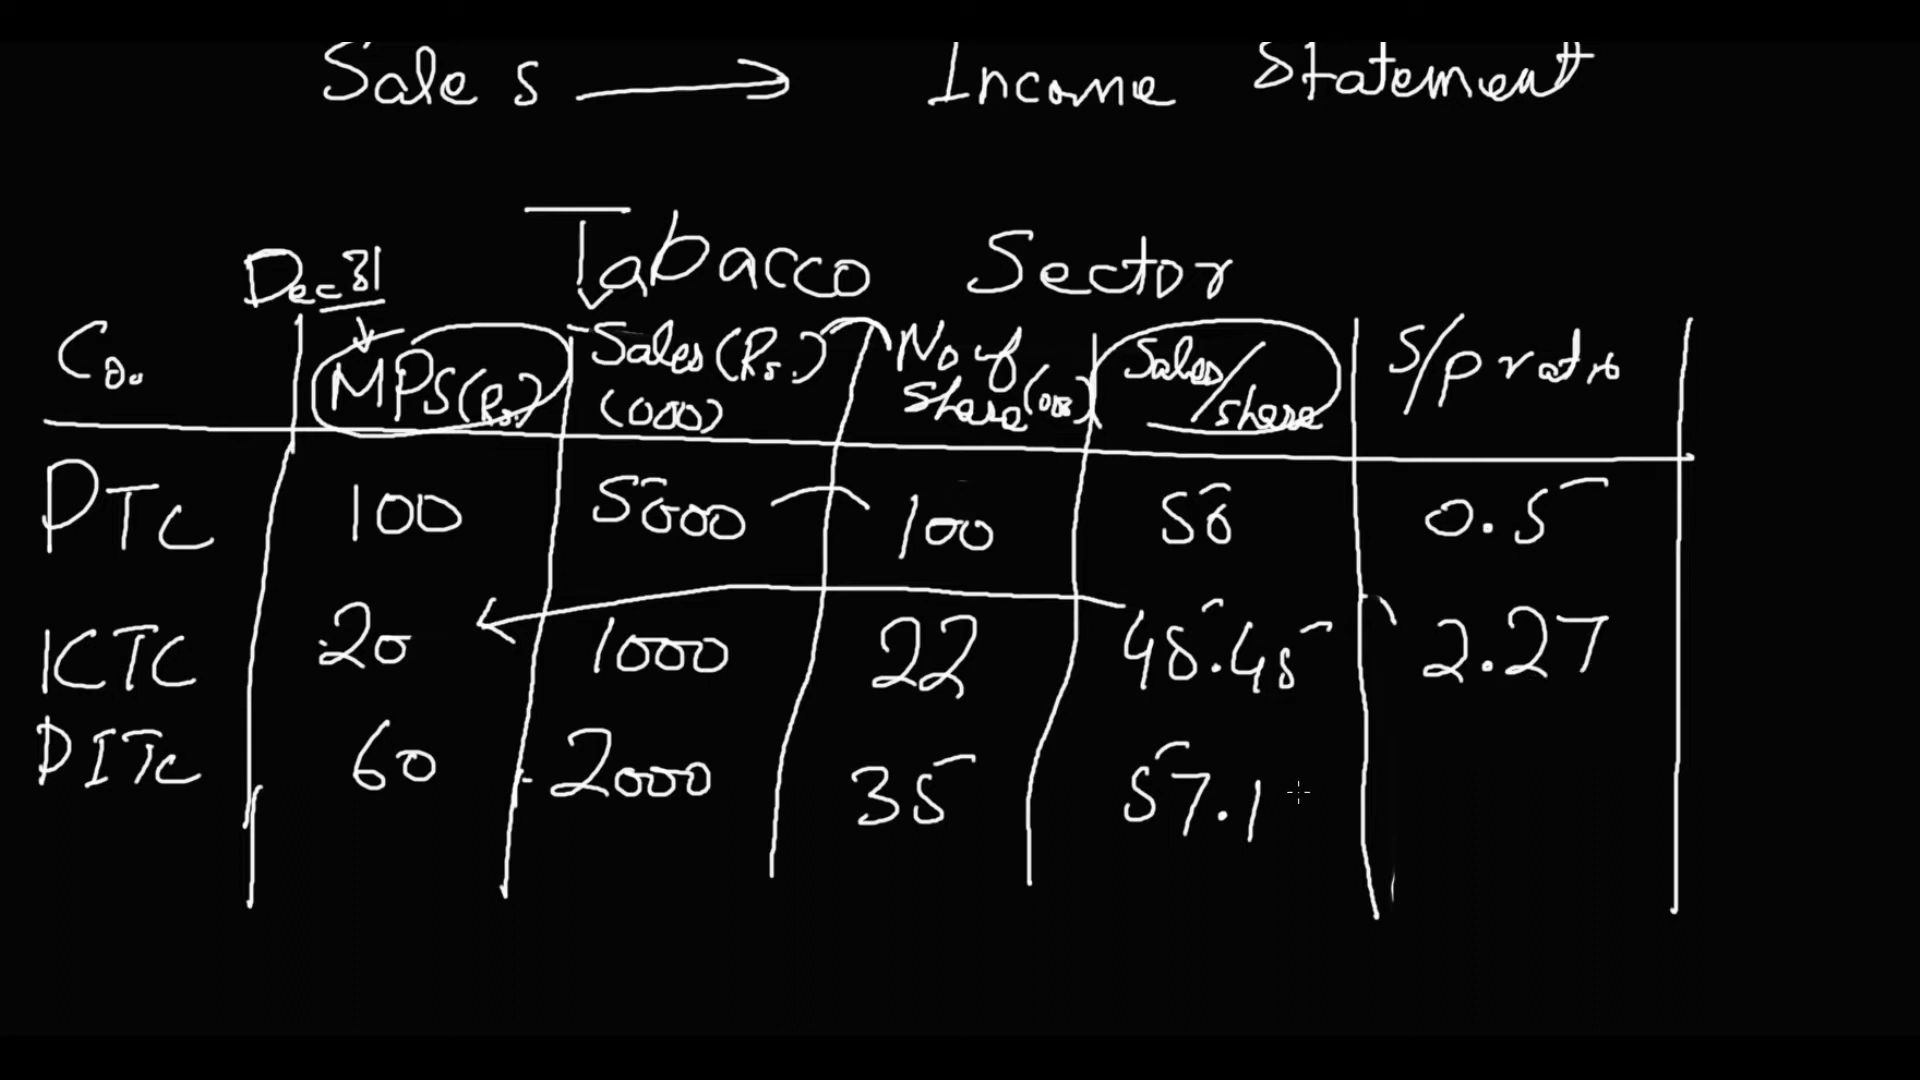 Sales → Income Statement
Tabacco Sector
Dec 31
Co. MPS(Rs.) Sales(Rs.) (000) No of Share(000) Sales/share S/P ratio
PTC 100 5000 100 50 0.5
KTC 20 1000 22 45.45 2.27
PITC 60 2000 35 57.1